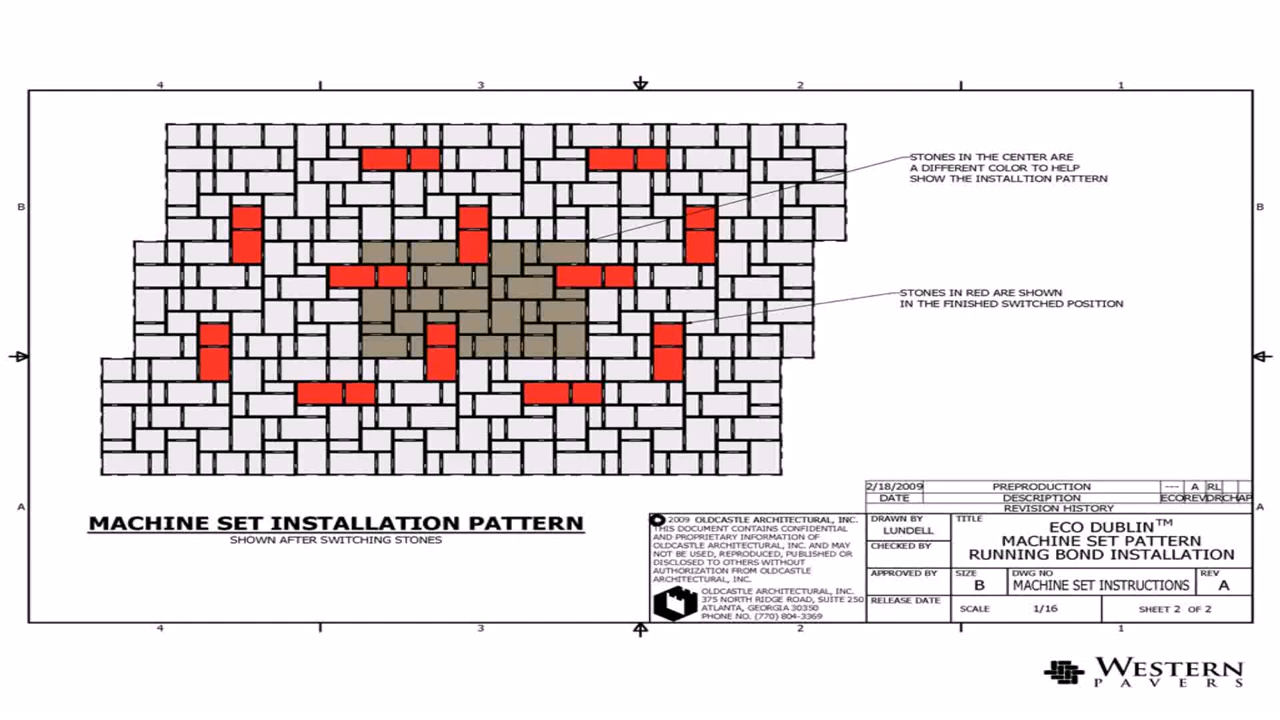 4 3 2 1
B B
STONES IN THE CENTER ARE
A DIFFERENT COLOR TO HELP
SHOW THE INSTALLTION PATTERN
STONES IN RED ARE SHOWN
IN THE FINISHED SWITCHED POSITION
A A
MACHINE SET INSTALLATION PATTERN
SHOWN AFTER SWITCHING STONES
2/18/2009 PREPRODUCTION --- A RL
DATE DESCRIPTION ECO REV DR CH AP
REVISION HISTORY
© 2009 OLDCASTLE ARCHITECTURAL, INC.
THIS DOCUMENT CONTAINS CONFIDENTIAL
AND PROPRIETARY INFORMATION OF
OLDCASTLE ARCHITECTURAL, INC. AND MAY
NOT BE USED, REPRODUCED, PUBLISHED OR
DISCLOSED TO OTHERS WITHOUT
AUTHORIZATION FROM OLDCASTLE
ARCHITECTURAL, INC.
OLDCASTLE ARCHITECTURAL, INC.
375 NORTH RIDGE ROAD, SUITE 250
ATLANTA, GEORGIA 30350
PHONE NO. (770) 804-3369
DRAWN BY
LUNDELL
CHECKED BY
APPROVED BY
RELEASE DATE
TITLE
ECO DUBLIN™
MACHINE SET PATTERN
RUNNING BOND INSTALLATION
SIZE
B
DWG NO
MACHINE SET INSTRUCTIONS
REV
A
SCALE 1/16 SHEET 2 OF 2
4 3 2 1
WESTERN
PAVERS